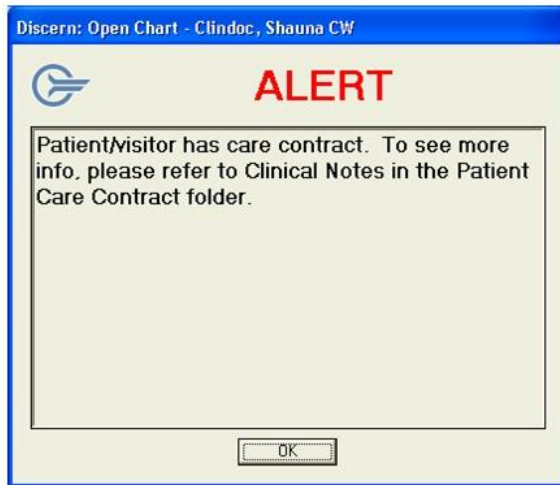 Discern: Open Chart - Clindoc, Shauna CW
ALERT
Patient/visitor has care contract. To see more
info, please refer to Clinical Notes in the Patient
Care Contract folder.
OK